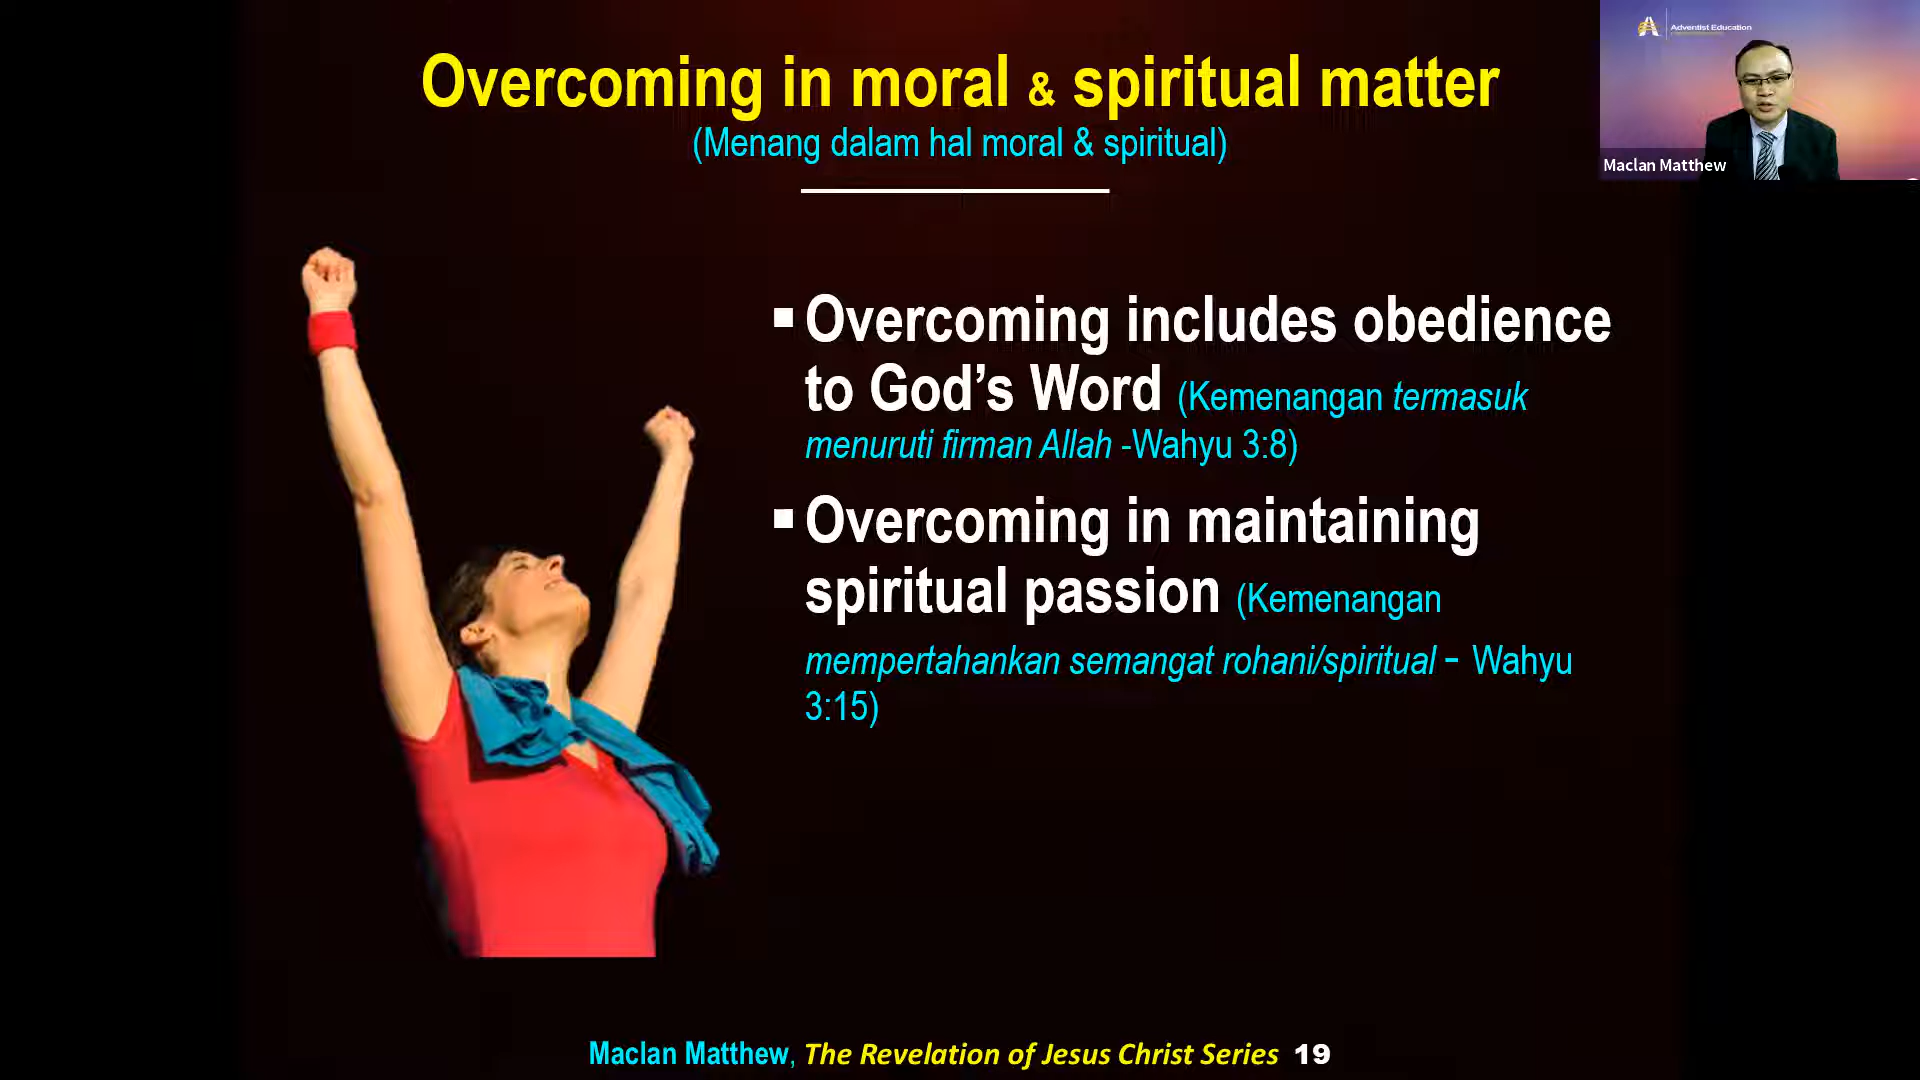 Overcoming in moral & spiritual matter
(Menang dalam hal moral & spiritual)
Adventist Education
Maclan Matthew
▪ Overcoming includes obedience
to God’s Word (Kemenangan termasuk
menuruti firman Allah -Wahyu 3:8)
▪ Overcoming in maintaining
spiritual passion (Kemenangan
mempertahankan semangat rohani/spiritual – Wahyu
3:15)
Maclan Matthew, The Revelation of Jesus Christ Series 19